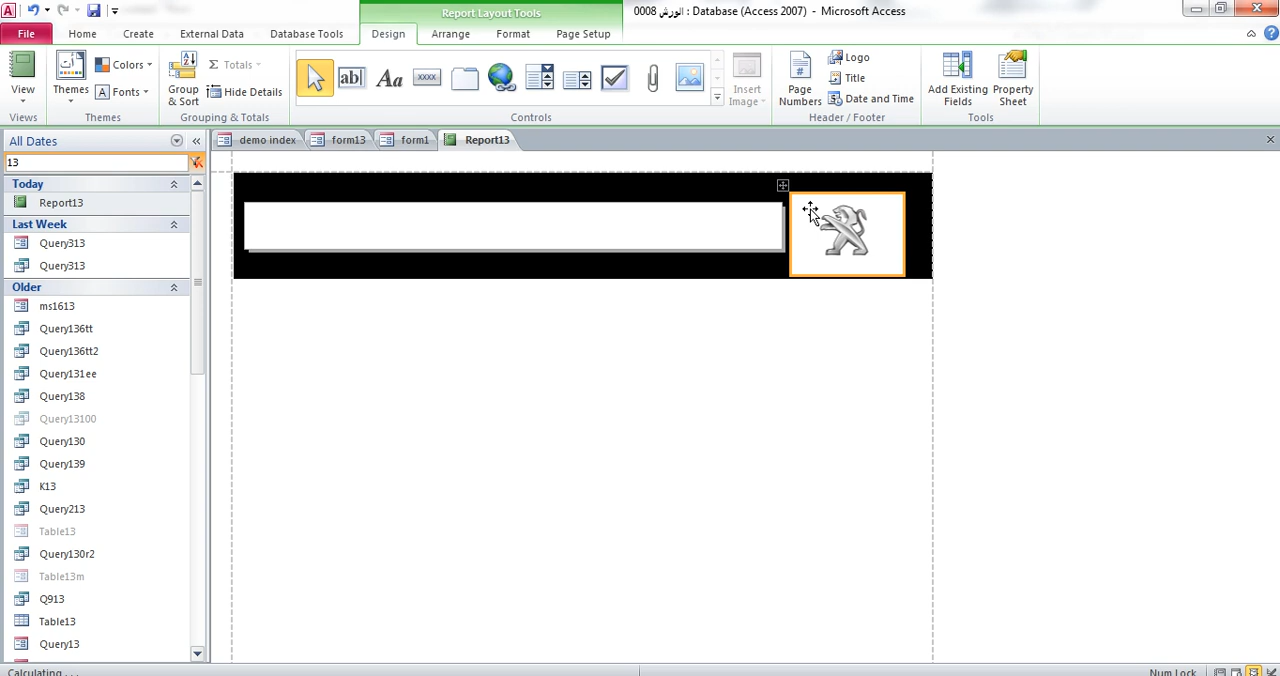 Report Layout Tools
الورش 0008 : Database (Access 2007) - Microsoft Access
File Home Create External Data Database Tools Design Arrange Format Page Setup
View
Views
Themes
Colors
Fonts
Themes
Group & Sort
Totals
Hide Details
Grouping & Totals
ab|
Aa
xxxx
Insert Image
Controls
Page Numbers
Logo
Title
Date and Time
Header / Footer
Add Existing Fields
Property Sheet
Tools
All Dates
demo index form13 form1 Report13
13
Today
Report13
Last Week
Query313
Query313
Older
ms1613
Query136tt
Query136tt2
Query131ee
Query138
Query13100
Query130
Query139
K13
Query213
Table13
Query130r2
Table13m
Q913
Table13
Query13
Calculating . . .
Num Lock